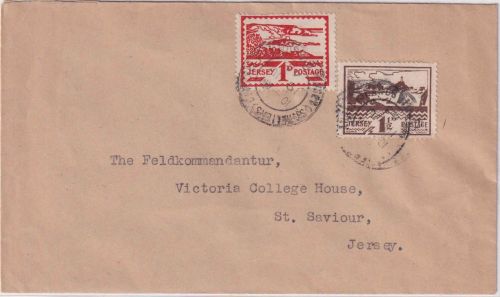 JERSEY 1D POSTAGE
JERSEY 1½D POSTAGE
The Feldkommandantur,
Victoria College House,
St. Saviour,
Jersey.